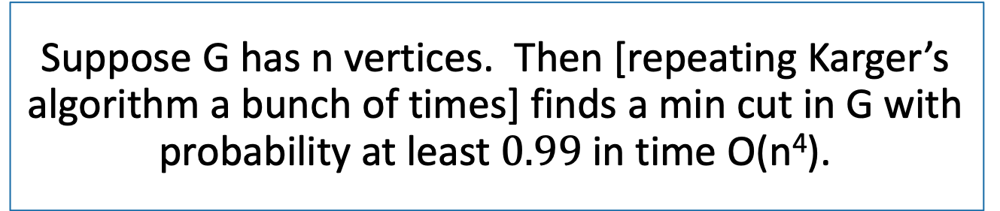 Suppose G has n vertices.  Then [repeating Karger’s
algorithm a bunch of times] finds a min cut in G with
probability at least 0.99 in time O(n⁴).